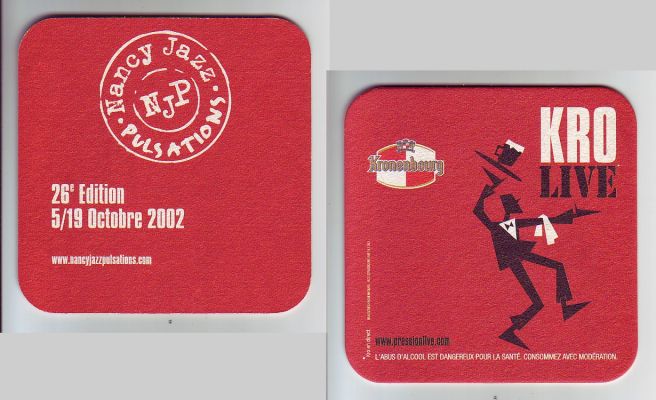 Nancy Jazz
PULSATIONS
NJP
26e Edition
5/19 Octobre 2002
www.nancyjazzpulsations.com
KRO
LIVE
Kronenbourg
www.pressionlive.com
L'ABUS D'ALCOOL EST DANGEREUX POUR LA SANTÉ. CONSOMMEZ AVEC MODÉRATION.